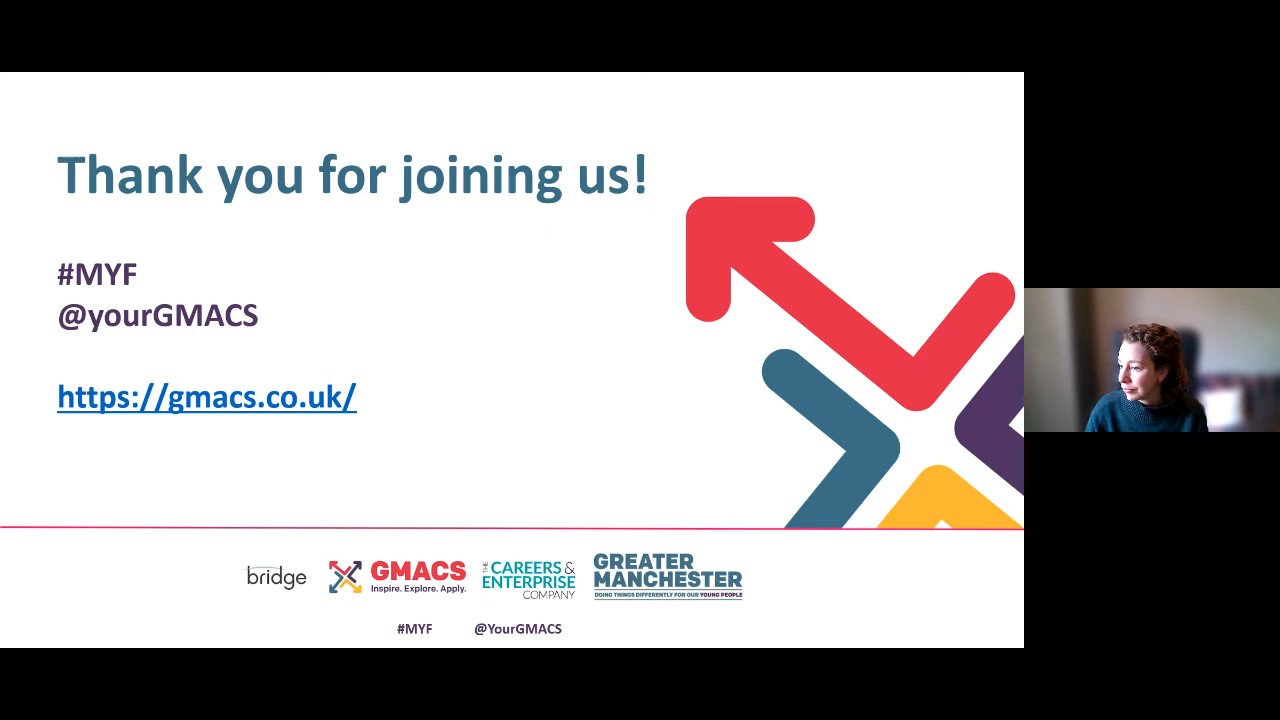 Thank you for joining us!
#MYF
@yourGMACS
https://gmacs.co.uk/
bridge
GMACS
Inspire. Explore. Apply.
THE CAREERS &
ENTERPRISE
COMPANY
GREATER
MANCHESTER
DOING THINGS DIFFERENTLY FOR OUR YOUNG PEOPLE
#MYF @YourGMACS